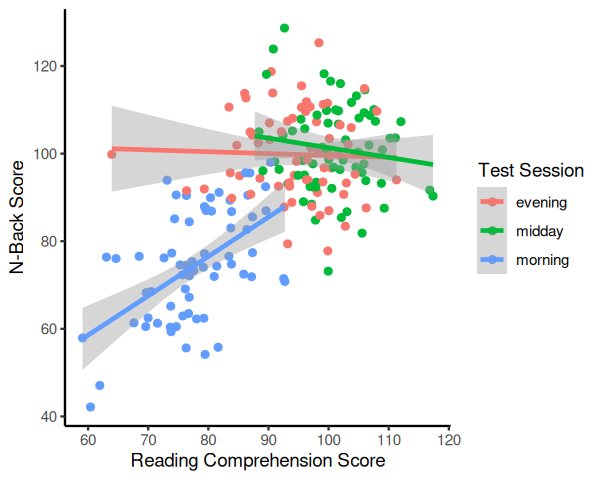 N-Back Score
120
100
80
60
40
60 70 80 90 100 110 120
Reading Comprehension Score
Test Session
evening
midday
morning